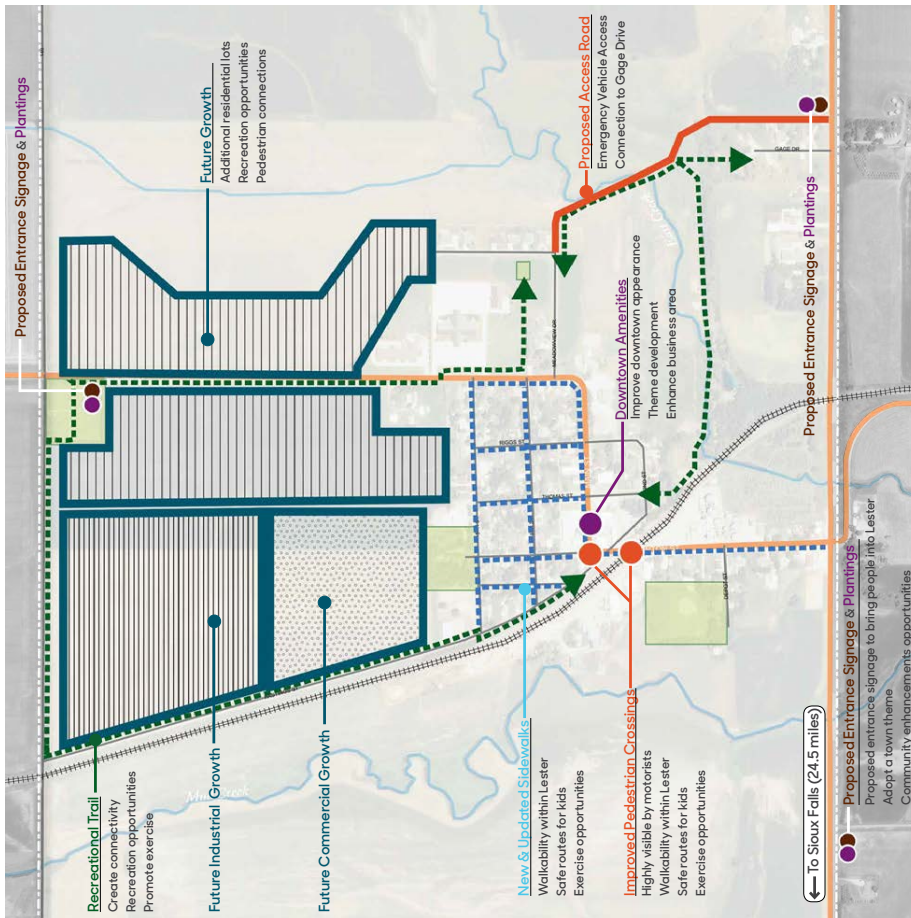 Proposed Entrance Signage & Plantings
Future Growth
Additional residential lots
Recreation opportunities
Pedestrian connections
Proposed Access Road
Emergency Vehicle Access
Connection to Gage Drive
GAGE DR
Proposed Entrance Signage & Plantings
Downtown Amenities
Improve downtown appearance
Theme development
Enhance business area
MEADOWVIEW DR
RIGGS ST
THOMAS ST
DEPOT ST
Recreational Trail
Create connectivity
Recreation opportunities
Promote exercise
Future Industrial Growth
Future Commercial Growth
New & Updated Sidewalks
Walkability within Lester
Safe routes for kids
Exercise opportunities
Improved Pedestrian Crossings
Highly visible by motorists
Walkability within Lester
Safe routes for kids
Exercise opportunities
← To Sioux Falls (24.5 miles)
Proposed Entrance Signage & Plantings
Proposed entrance signage to bring people into Lester
Adopt a town theme
Community enhancements opportunities